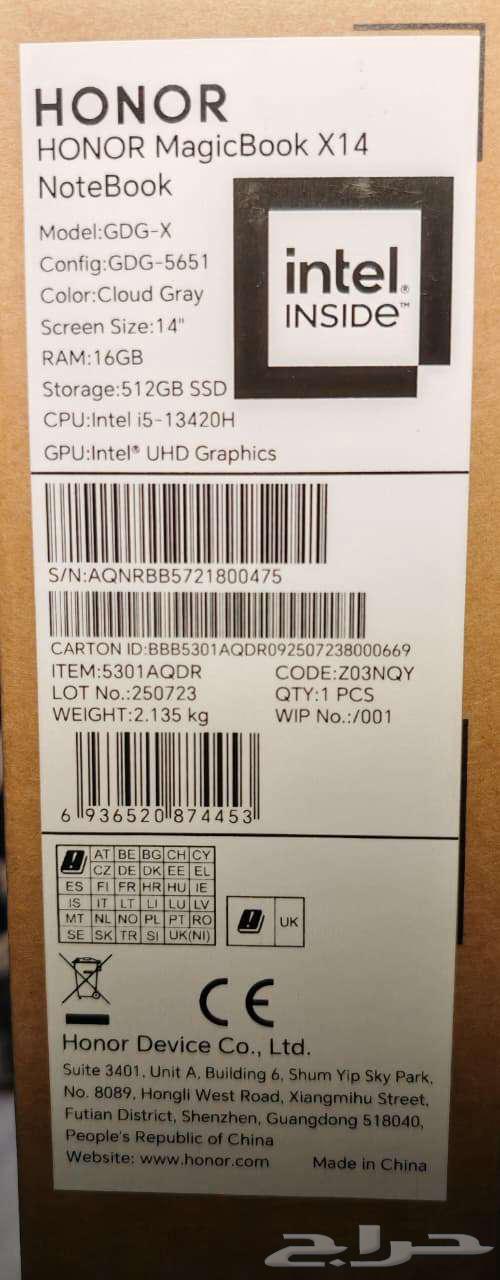 HONOR
HONOR MagicBook X14
NoteBook
Model:GDG-X
Config:GDG-5651
Color:Cloud Gray
Screen Size:14"
RAM:16GB
Storage:512GB SSD
CPU:Intel i5-13420H
GPU:Intel® UHD Graphics
intel®
INSIDe™
S/N:AQNRBB5721800475
CARTON ID:BBB5301AQDR092507238000669
ITEM:5301AQDR CODE:Z03NQY
LOT No.:250723 QTY:1 PCS
WEIGHT:2.135 kg WIP No.:/001
6 936520 874453
AT BE BG CH CY
CZ DE DK EE EL
ES FI FR HR HU IE
IS IT LT LI LU LV
MT NL NO PL PT RO
SE SK TR SI UK(NI)
UK
CE
Honor Device Co., Ltd.
Suite 3401, Unit A, Building 6, Shum Yip Sky Park,
No. 8089, Hongli West Road, Xiangmihu Street,
Futian District, Shenzhen, Guangdong 518040,
People's Republic of China
Website: www.honor.com Made in China
حراج